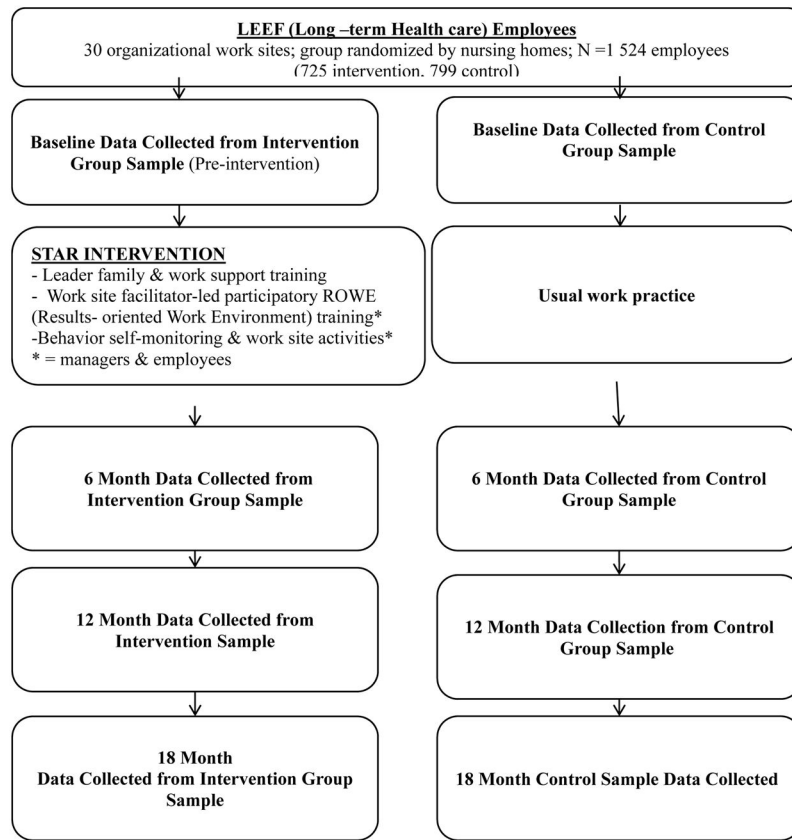 LEEF (Long –term Health care) Employees
30 organizational work sites; group randomized by nursing homes; N =1 524 employees
(725 intervention, 799 control)
Baseline Data Collected from Intervention
Group Sample (Pre-intervention)
Baseline Data Collected from Control
Group Sample
STAR INTERVENTION
- Leader family & work support training
- Work site facilitator-led participatory ROWE
(Results- oriented Work Environment) training*
-Behavior self-monitoring & work site activities*
* = managers & employees
Usual work practice
6 Month Data Collected from
Intervention Group Sample
6 Month Data Collected from Control
Group Sample
12 Month Data Collected from
Intervention Sample
12 Month Data Collection from Control
Group Sample
18 Month
Data Collected from Intervention Group
Sample
18 Month Control Sample Data Collected